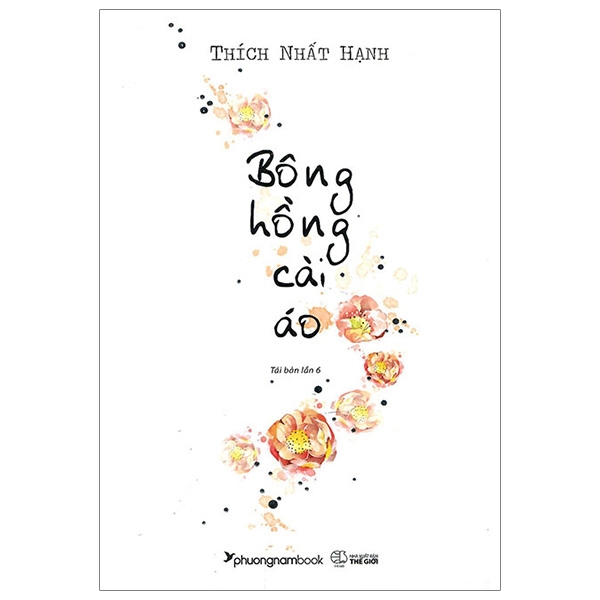 THÍCH NHẤT HẠNH
Bông
hồng
cài
áo
Tái bản lần 6
phuongnambook
NHÀ XUẤT BẢN
THẾ GIỚI